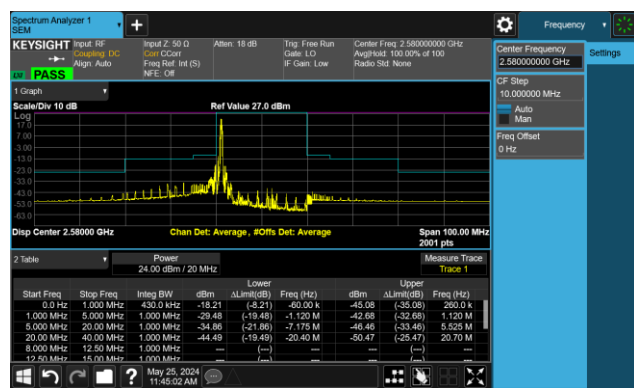 Spectrum Analyzer 1
SEM
Frequency
KEYSIGHT
Input: RF
Coupling: DC
Align: Auto
Input Z: 50 Ω
Corr CCorr
Freq Ref: Int (S)
NFE: Off
Atten: 18 dB
Trig: Free Run
Gate: LO
IF Gain: Low
Center Freq: 2.580000000 GHz
Avg|Hold: 100.00% of 100
Radio Std: None
PASS
Center Frequency
2.580000000 GHz
Settings
CF Step
10.000000 MHz
Auto
Man
Freq Offset
0 Hz
1 Graph
Scale/Div 10 dB
Ref Value 27.0 dBm
Log
17.0
7.00
-3.00
-13.0
-23.0
-33.0
-43.0
-53.0
-63.0
Disp Center 2.58000 GHz
Chan Det: Average, #Offs Det: Average
Span 100.00 MHz
2001 pts
2 Table
Power
24.00 dBm / 20 MHz
Measure Trace
Trace 1
Lower Upper
Start Freq Stop Freq Integ BW dBm ΔLimit(dB) Freq (Hz) dBm ΔLimit(dB) Freq (Hz)
0.0 Hz 1.000 MHz 430.0 kHz -18.21 (-8.21) -60.00 k -45.08 (-35.08) 260.0 k
1.000 MHz 5.000 MHz 1.000 MHz -29.48 (-19.48) -1.120 M -42.68 (-32.68) 1.120 M
5.000 MHz 20.00 MHz 1.000 MHz -34.86 (-21.86) -7.175 M -46.46 (-33.46) 5.525 M
20.00 MHz 40.00 MHz 1.000 MHz -44.49 (-19.49) -20.40 M -50.47 (-25.47) 20.70 M
8.000 MHz 12.50 MHz 1.000 MHz --- (---) --- --- (---) ---
12.50 MHz 15.00 MHz 1.000 MHz --- (---) --- --- (---) ---
May 25, 2024
11:45:02 AM